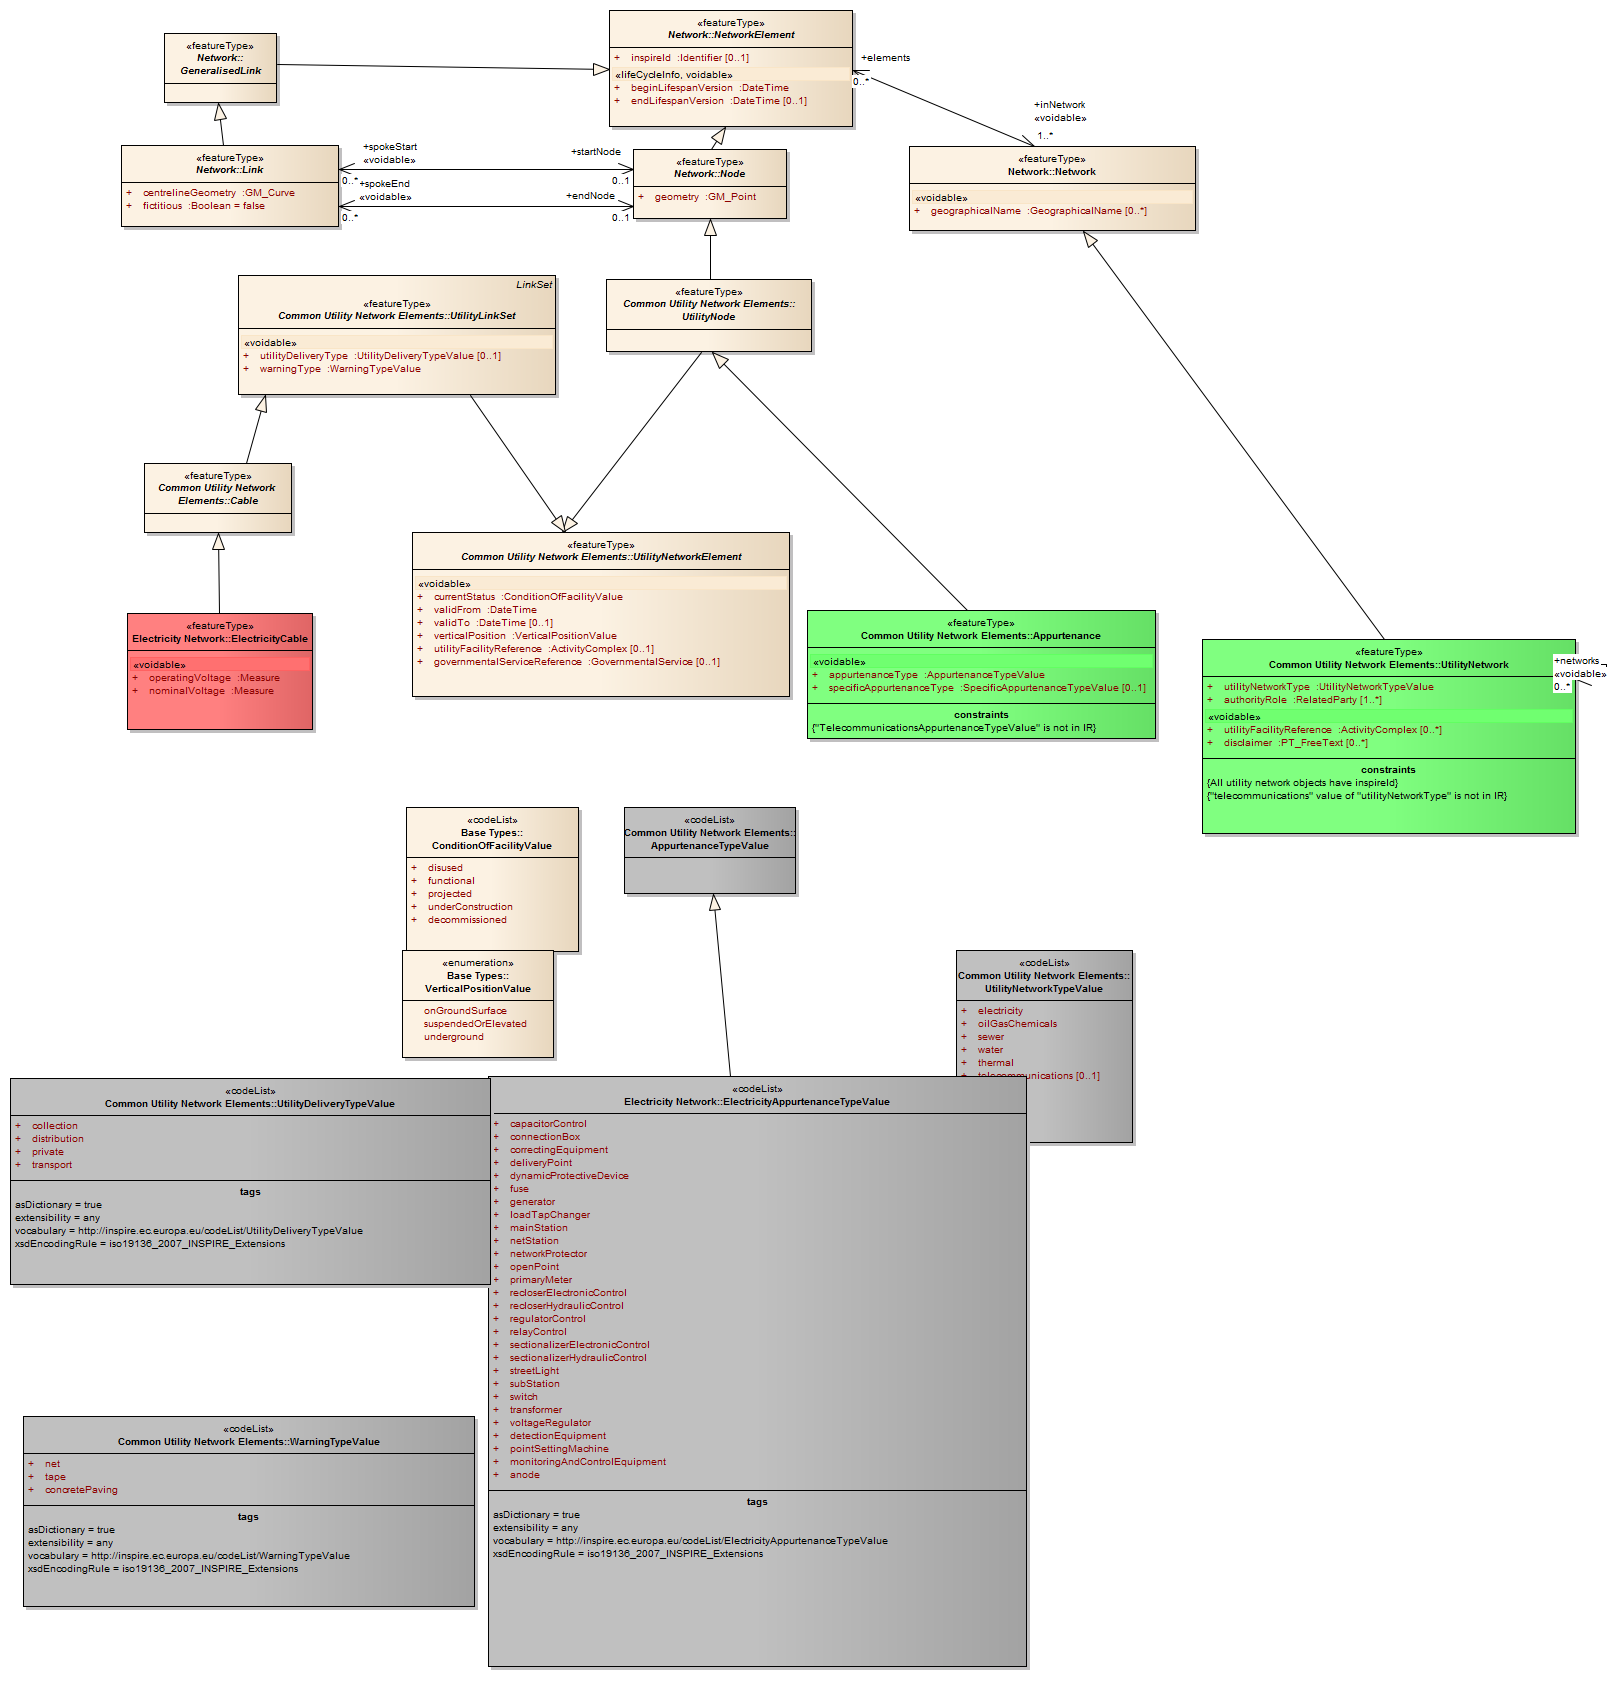 «featureType»
Network::
GeneralisedLink
«featureType»
Network::NetworkElement
+ inspireId :Identifier [0..1]
«lifeCycleInfo, voidable»
+ beginLifespanVersion :DateTime
+ endLifespanVersion :DateTime [0..1]
+elements
0..*
+inNetwork
«voidable»
1..*
«featureType»
Network::Link
+ centrelineGeometry :GM_Curve
+ fictitious :Boolean = false
+spokeStart
«voidable»
0..*
+startNode
0..1
+spokeEnd
«voidable»
0..*
+endNode
0..1
«featureType»
Network::Node
+ geometry :GM_Point
«featureType»
Network::Network
«voidable»
+ geographicalName :GeographicalName [0..*]
LinkSet
«featureType»
Common Utility Network Elements::UtilityLinkSet
«voidable»
+ utilityDeliveryType :UtilityDeliveryTypeValue [0..1]
+ warningType :WarningTypeValue
«featureType»
Common Utility Network Elements::
UtilityNode
«featureType»
Common Utility Network
Elements::Cable
«featureType»
Common Utility Network Elements::UtilityNetworkElement
«voidable»
+ currentStatus :ConditionOfFacilityValue
+ validFrom :DateTime
+ validTo :DateTime [0..1]
+ verticalPosition :VerticalPositionValue
+ utilityFacilityReference :ActivityComplex [0..1]
+ governmentalServiceReference :GovernmentalService [0..1]
«featureType»
Electricity Network::ElectricityCable
«voidable»
+ operatingVoltage :Measure
+ nominalVoltage :Measure
«featureType»
Common Utility Network Elements::Appurtenance
«voidable»
+ appurtenanceType :AppurtenanceTypeValue
+ specificAppurtenanceType :SpecificAppurtenanceTypeValue [0..1]
constraints
{"TelecommunicationsAppurtenanceTypeValue" is not in IR}
«featureType»
Common Utility Network Elements::UtilityNetwork
+ utilityNetworkType :UtilityNetworkTypeValue
+ authorityRole :RelatedParty [1..*]
«voidable»
+ utilityFacilityReference :ActivityComplex [0..*]
+ disclaimer :PT_FreeText [0..*]
constraints
{All utility network objects have inspireId}
{"telecommunications" value of "utilityNetworkType" is not in IR}
+networks
«voidable»
0..*
«codeList»
Base Types::
ConditionOfFacilityValue
+ disused
+ functional
+ projected
+ underConstruction
+ decommissioned
«codeList»
Common Utility Network Elements::
AppurtenanceTypeValue
«enumeration»
Base Types::
VerticalPositionValue
onGroundSurface
suspendedOrElevated
underground
«codeList»
Common Utility Network Elements::
UtilityNetworkTypeValue
+ electricity
+ oilGasChemicals
+ sewer
+ water
+ thermal
+ telecommunications [0..1]
«codeList»
Common Utility Network Elements::UtilityDeliveryTypeValue
+ collection
+ distribution
+ private
+ transport
tags
asDictionary = true
extensibility = any
vocabulary = http://inspire.ec.europa.eu/codeList/UtilityDeliveryTypeValue
xsdEncodingRule = iso19136_2007_INSPIRE_Extensions
«codeList»
Electricity Network::ElectricityAppurtenanceTypeValue
+ capacitorControl
+ connectionBox
+ correctingEquipment
+ deliveryPoint
+ dynamicProtectiveDevice
+ fuse
+ generator
+ loadTapChanger
+ mainStation
+ netStation
+ networkProtector
+ openPoint
+ primaryMeter
+ recloserElectronicControl
+ recloserHydraulicControl
+ regulatorControl
+ relayControl
+ sectionalizerElectronicControl
+ sectionalizerHydraulicControl
+ streetLight
+ subStation
+ switch
+ transformer
+ voltageRegulator
+ detectionEquipment
+ pointSettingMachine
+ monitoringAndControlEquipment
+ anode
tags
asDictionary = true
extensibility = any
vocabulary = http://inspire.ec.europa.eu/codeList/ElectricityAppurtenanceTypeValue
xsdEncodingRule = iso19136_2007_INSPIRE_Extensions
«codeList»
Common Utility Network Elements::WarningTypeValue
+ net
+ tape
+ concretePaving
tags
asDictionary = true
extensibility = any
vocabulary = http://inspire.ec.europa.eu/codeList/WarningTypeValue
xsdEncodingRule = iso19136_2007_INSPIRE_Extensions